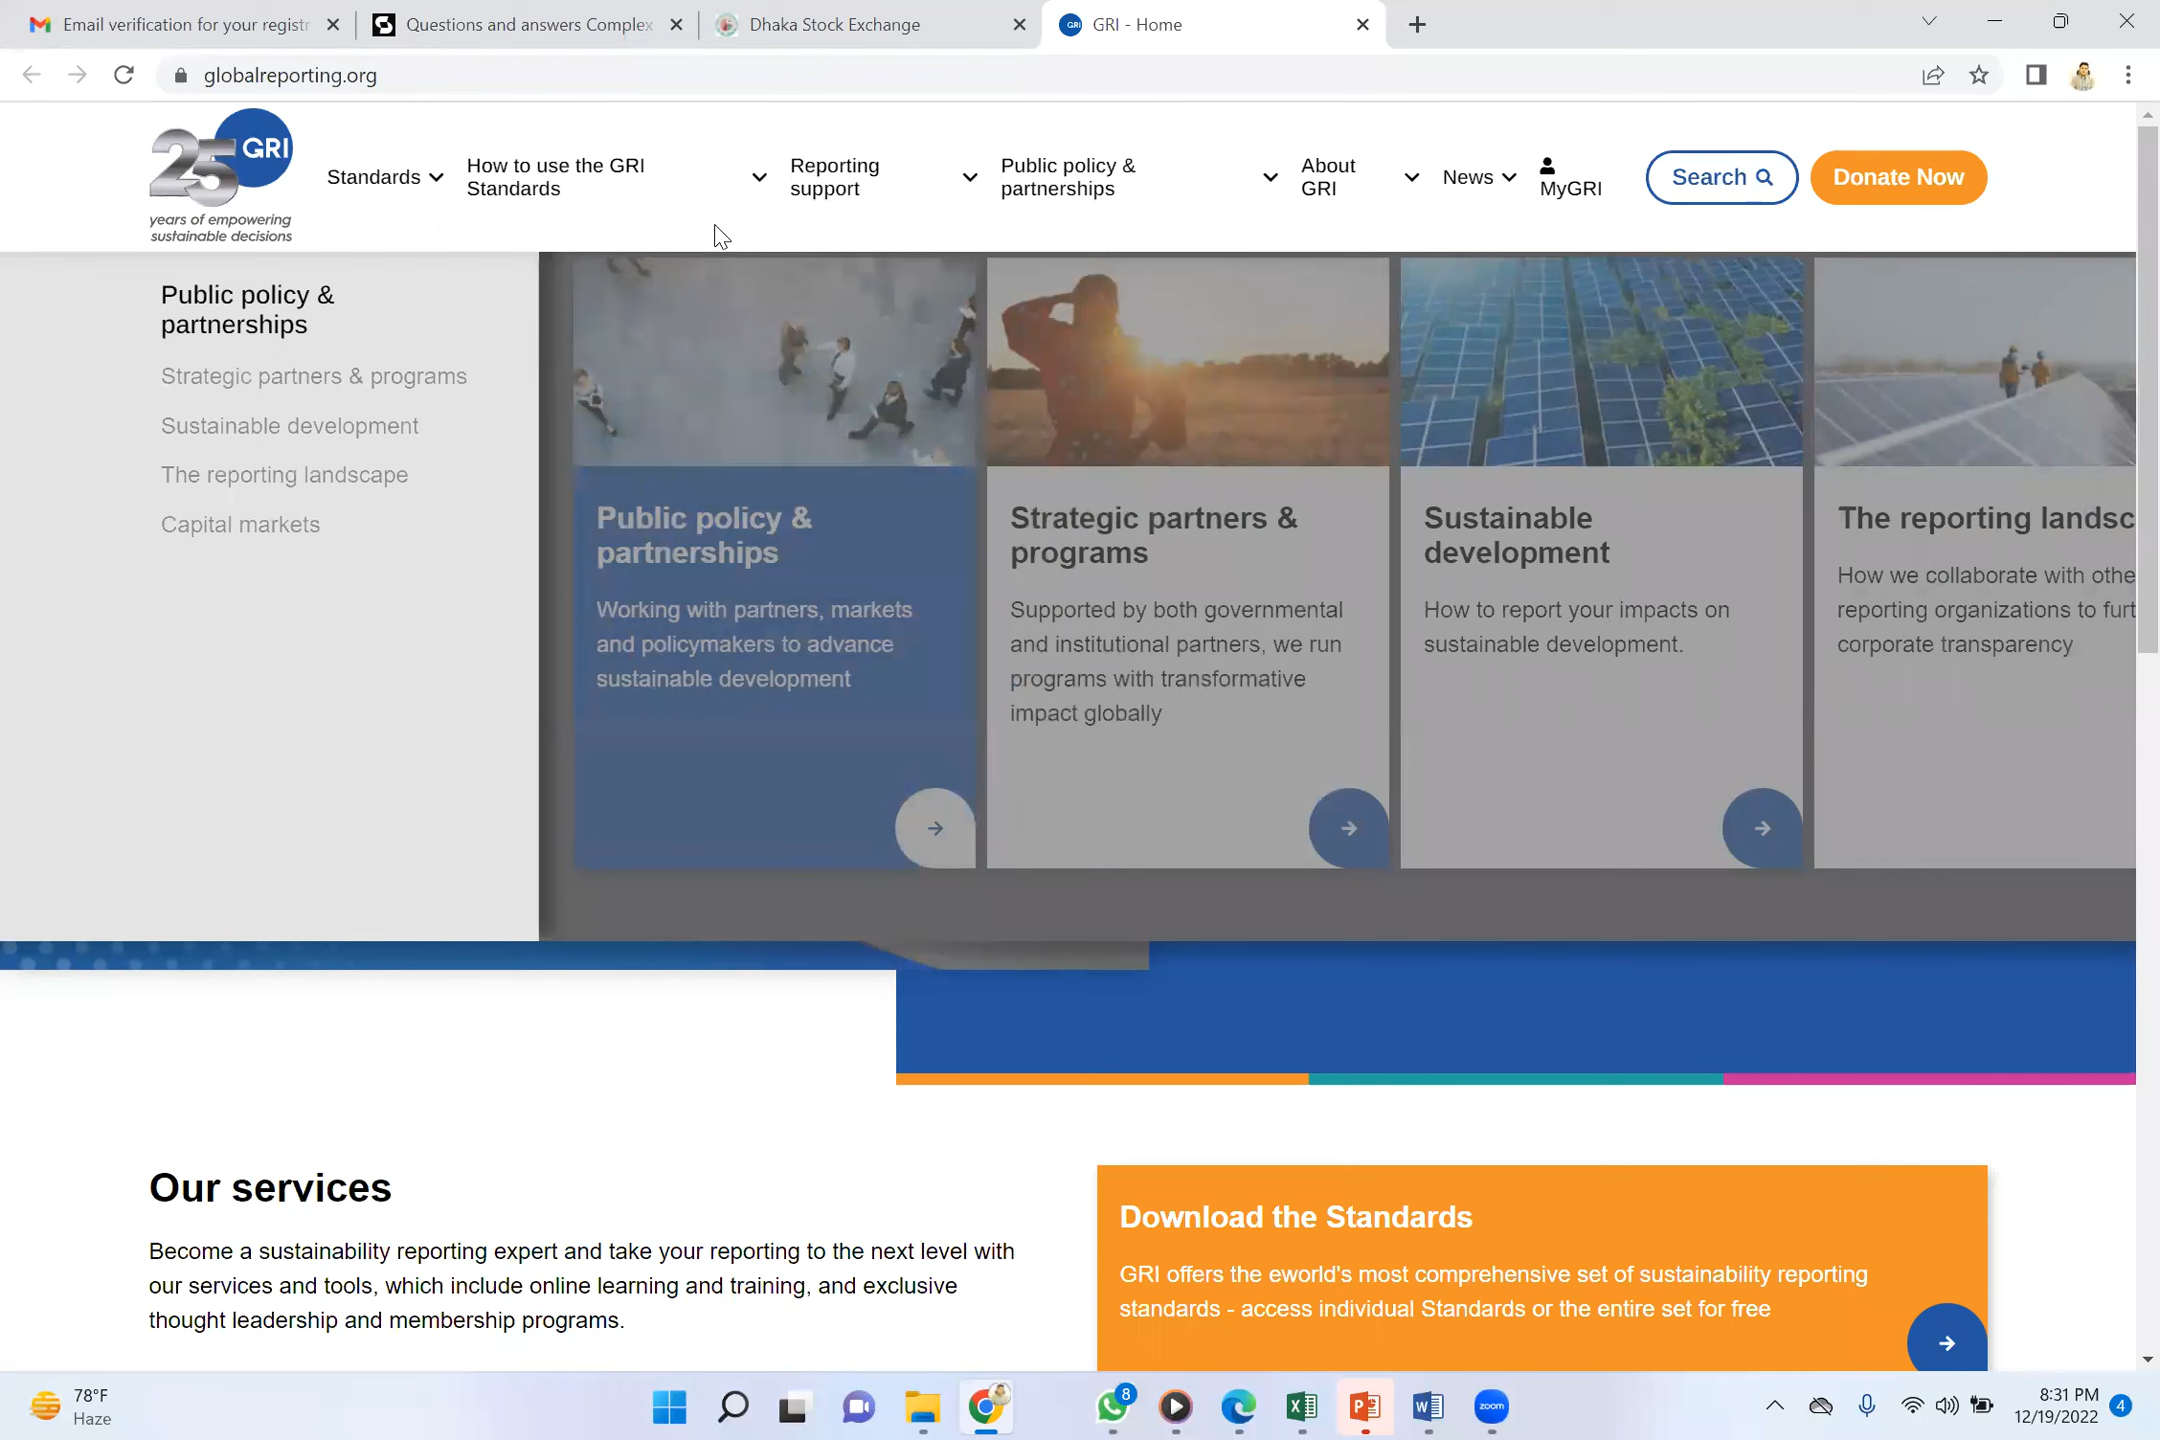 Email verification for your registr
Questions and answers Complex
Dhaka Stock Exchange
GRI - Home
globalreporting.org
25 GRI
years of empowering
sustainable decisions
Standards
How to use the GRI
Standards
Reporting
support
Public policy &
partnerships
About
GRI
News
MyGRI
Search
Donate Now
Public policy &
partnerships
Strategic partners & programs
Sustainable development
The reporting landscape
Capital markets
Public policy &
partnerships
Working with partners, markets
and policymakers to advance
sustainable development
Strategic partners &
programs
Supported by both governmental
and institutional partners, we run
programs with transformative
impact globally
Sustainable
development
How to report your impacts on
sustainable development.
The reporting landsc
How we collaborate with othe
reporting organizations to furt
corporate transparency
Our services
Become a sustainability reporting expert and take your reporting to the next level with
our services and tools, which include online learning and training, and exclusive
thought leadership and membership programs.
Download the Standards
GRI offers the eworld's most comprehensive set of sustainability reporting
standards - access individual Standards or the entire set for free
78°F
Haze
8
zoom
8:31 PM
12/19/2022
4